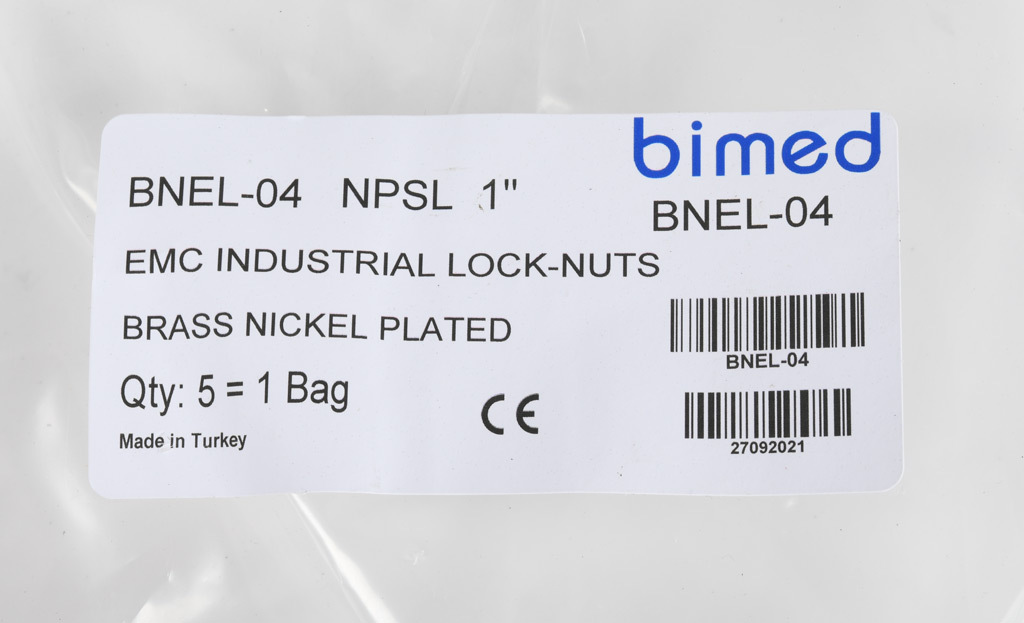 bimed
BNEL-04 NPSL 1"
BNEL-04
EMC INDUSTRIAL LOCK-NUTS
BRASS NICKEL PLATED
BNEL-04
Qty: 5 = 1 Bag
CE
Made in Turkey
27092021